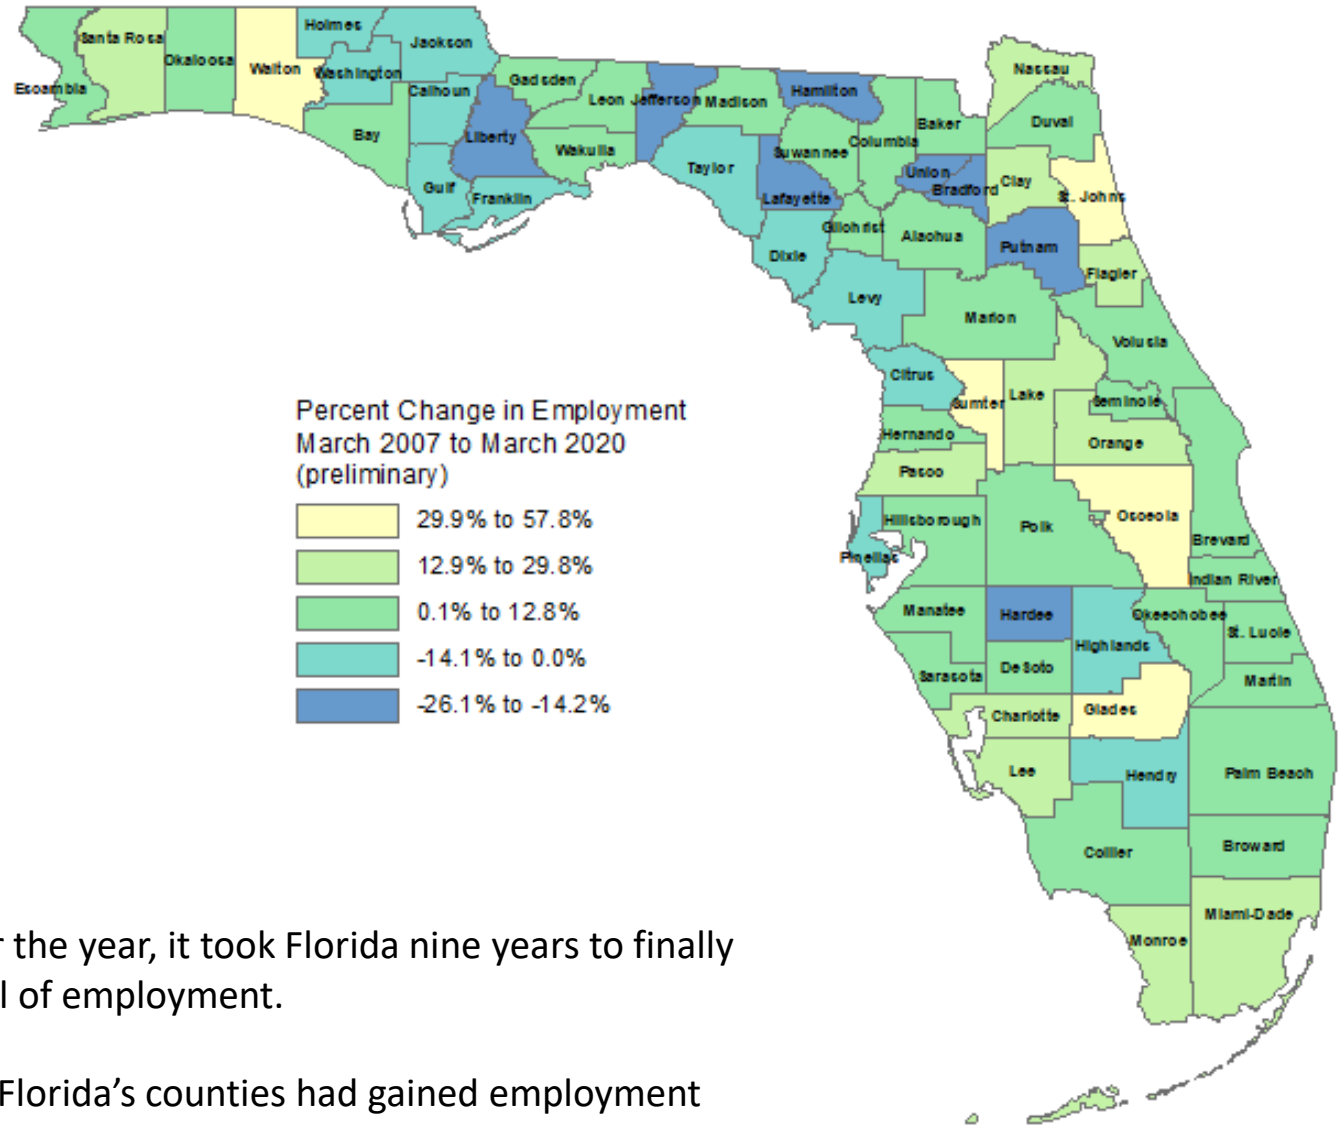 Holmes
Santa Rosa
Jackson
Okaloosa
Walton
Washington
Nassau
Escambia
Calhoun
Gadsden
Hamilton
Leon
Jefferson
Madison
Baker
Duval
Bay
Liberty
Columbia
Wakulla
Suwannee
Taylor
Union
Clay
Gulf
Bradford
Franklin
Lafayette
St. Johns
Gilchrist
Alachua
Putnam
Dixie
Flagler
Levy
Marion
Volusia
Citrus
Lake
Sumter
Seminole
Percent Change in Employment
March 2007 to March 2020
(preliminary)
29.9% to 57.8%
12.9% to 29.8%
0.1% to 12.8%
-14.1% to 0.0%
-26.1% to -14.2%
Hernando
Orange
Pasco
Hillsborough
Polk
Osceola
Brevard
Pinellas
Indian River
Manatee
Hardee
Okeechobee
St. Lucie
Highlands
DeSoto
Sarasota
Martin
Charlotte
Glades
Lee
Hendry
Palm Beach
Collier
Broward
Miami-Dade
Monroe
r the year, it took Florida nine years to finally
l of employment.
Florida’s counties had gained employment